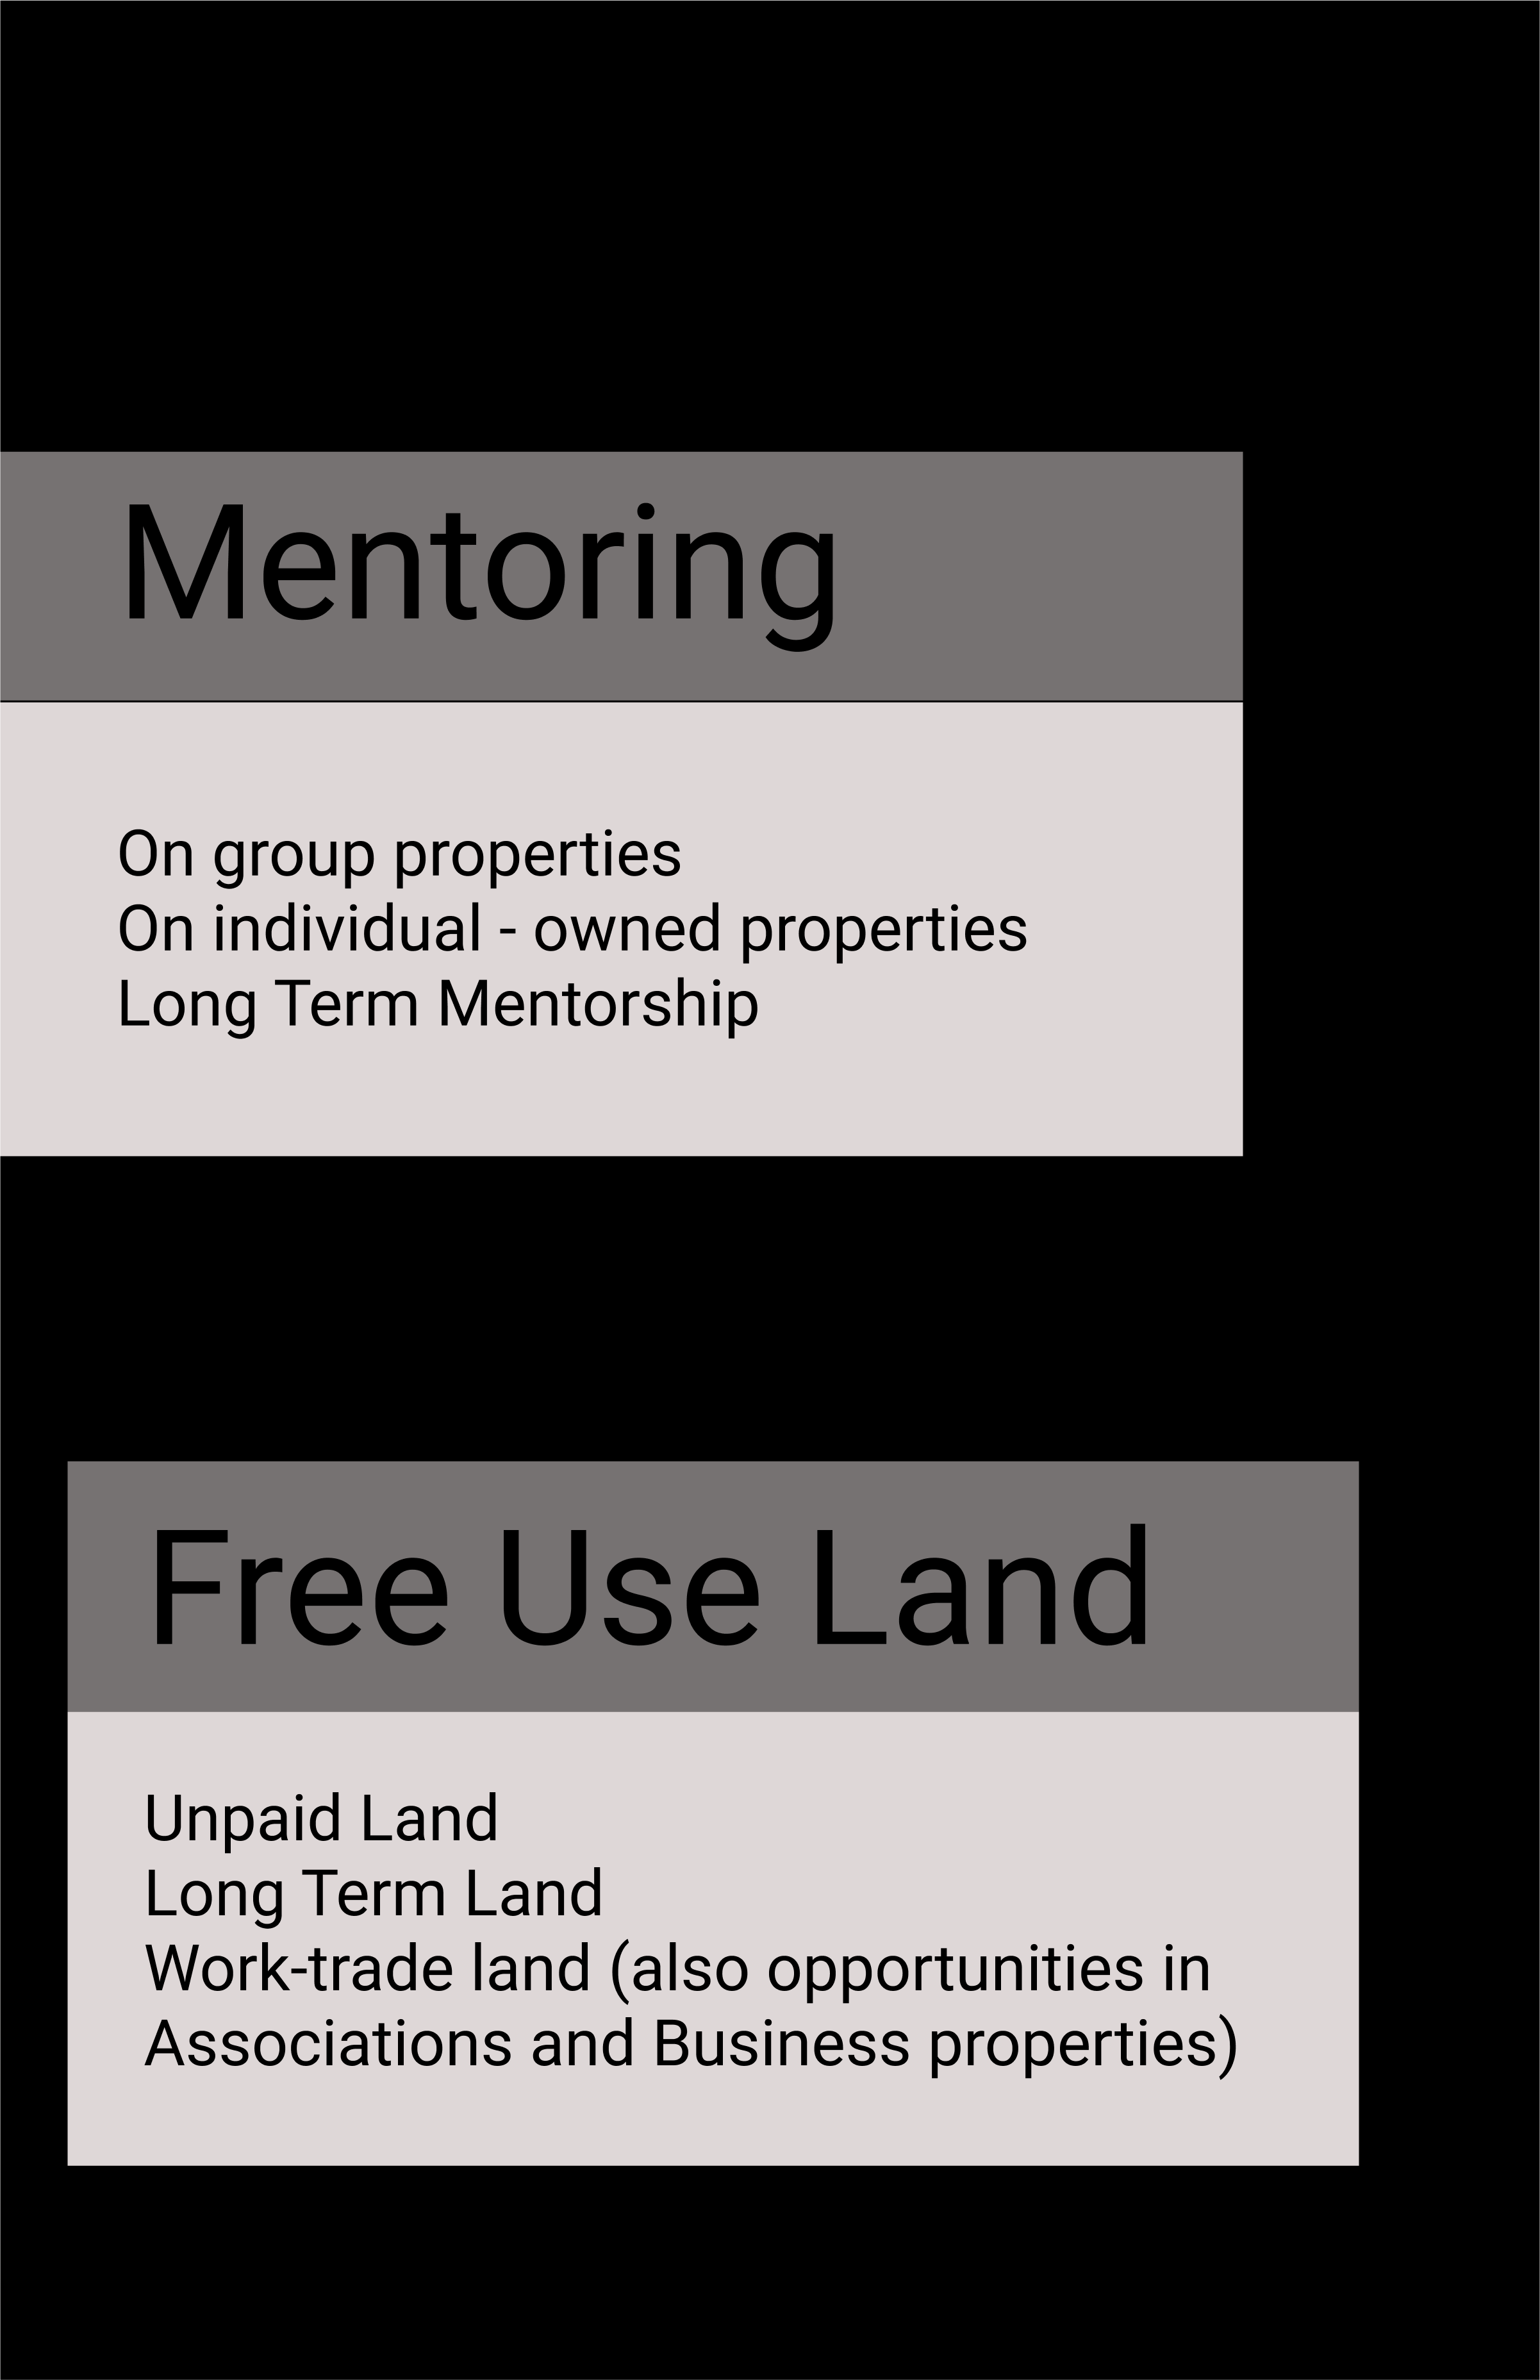 Mentoring
On group properties
On individual - owned properties
Long Term Mentorship
Free Use Land
Unpaid Land
Long Term Land
Work-trade land (also opportunities in
Associations and Business properties)